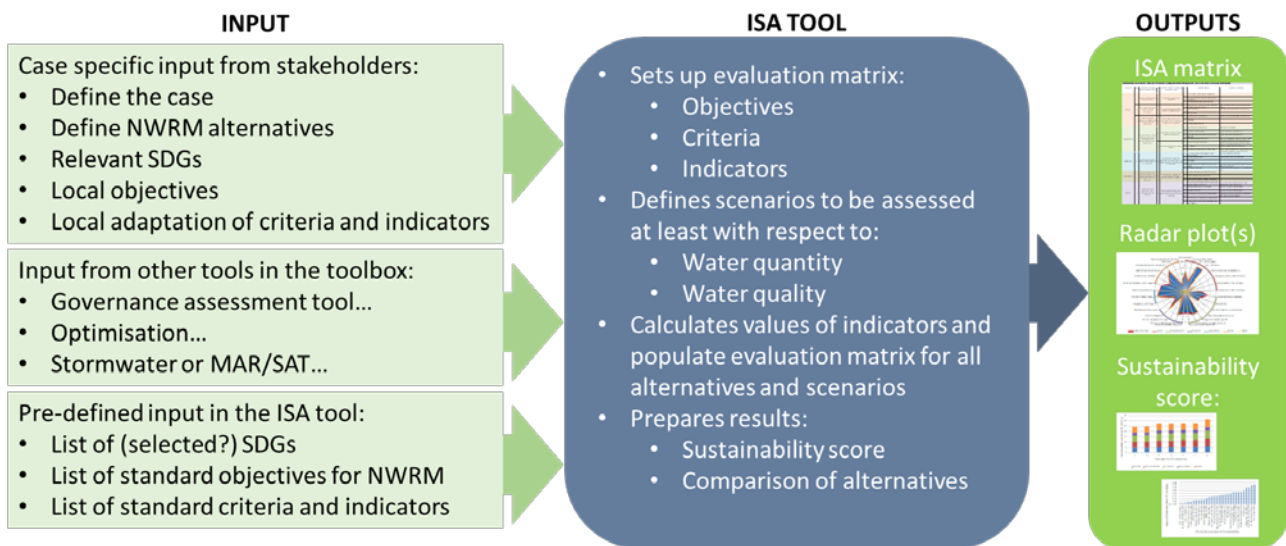 INPUT
Case specific input from stakeholders:
• Define the case
• Define NWRM alternatives
• Relevant SDGs
• Local objectives
• Local adaptation of criteria and indicators
Input from other tools in the toolbox:
• Governance assessment tool...
• Optimisation...
• Stormwater or MAR/SAT...
Pre-defined input in the ISA tool:
• List of (selected?) SDGs
• List of standard objectives for NWRM
• List of standard criteria and indicators
ISA TOOL
• Sets up evaluation matrix:
• Objectives
• Criteria
• Indicators
• Defines scenarios to be assessed
at least with respect to:
• Water quantity
• Water quality
• Calculates values of indicators and
populate evaluation matrix for all
alternatives and scenarios
• Prepares results:
• Sustainability score
• Comparison of alternatives
OUTPUTS
ISA matrix
Radar plot(s)
Sustainability
score: